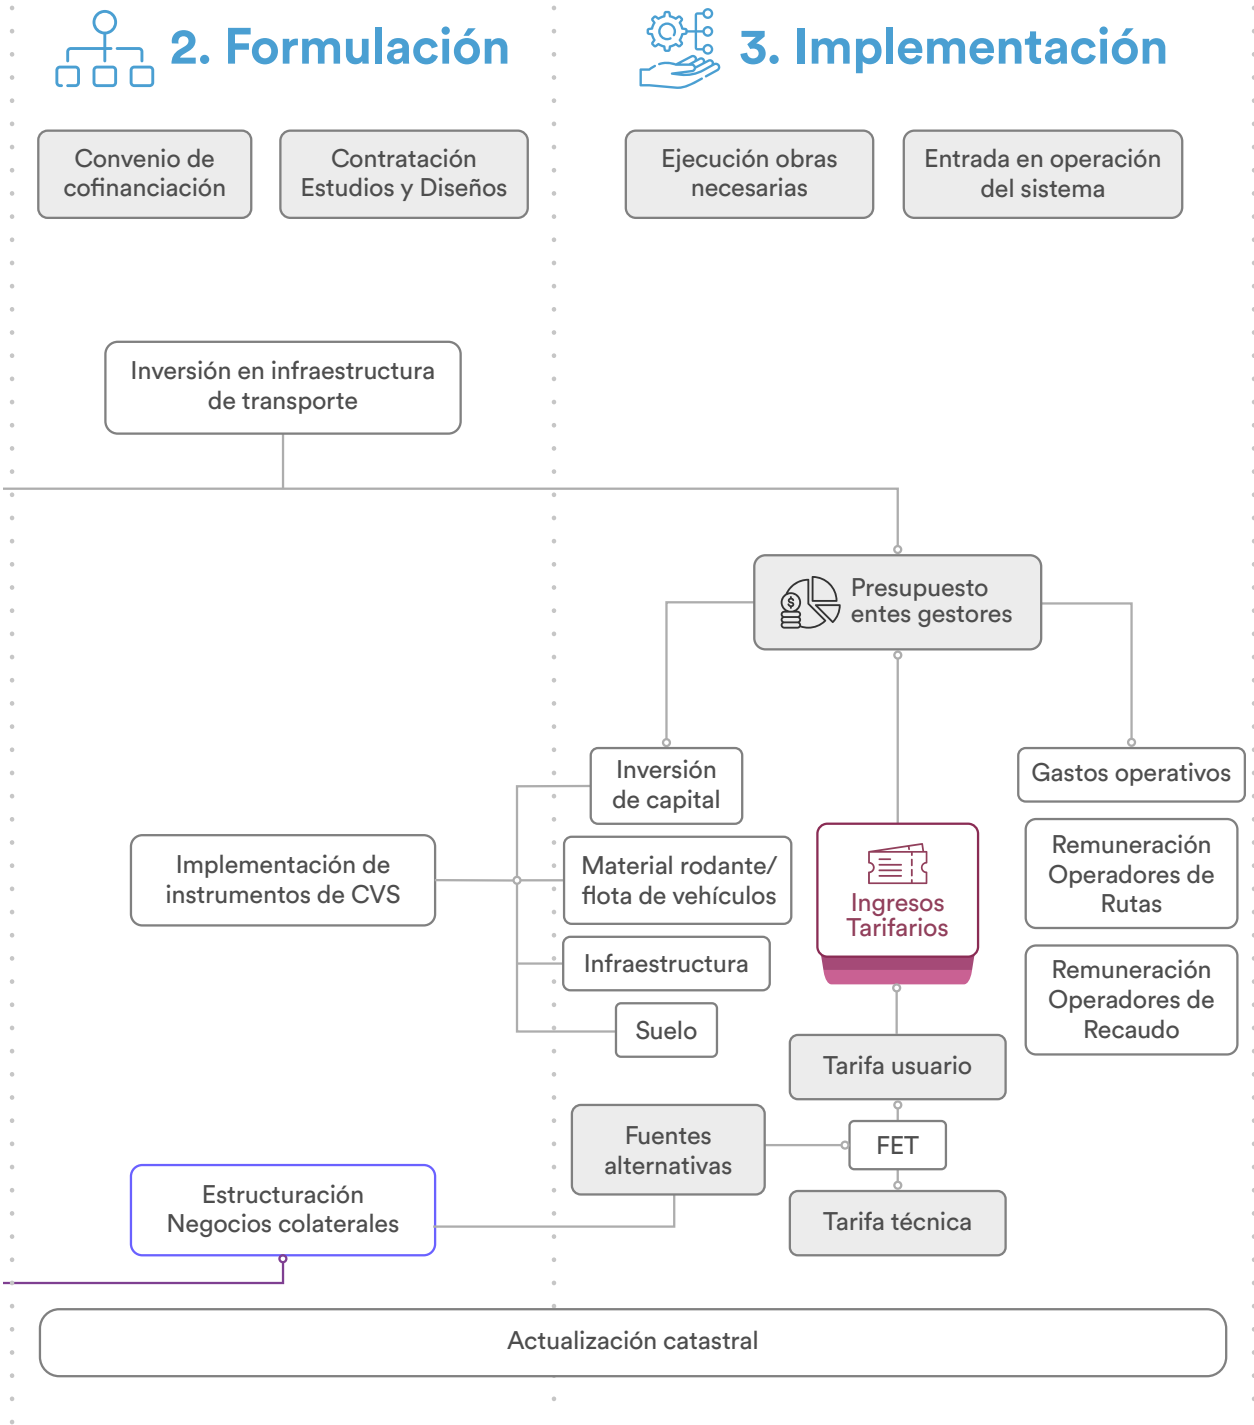 2. Formulación
3. Implementación
Convenio de
cofinanciación
Contratación
Estudios y Diseños
Ejecución obras
necesarias
Entrada en operación
del sistema
Inversión en infraestructura
de transporte
$
Presupuesto
entes gestores
Inversión
de capital
Gastos operativos
Implementación de
instrumentos de CVS
Material rodante/
flota de vehículos
Ingresos
Tarifarios
Remuneración
Operadores de
Rutas
Infraestructura
Remuneración
Operadores de
Recaudo
Suelo
Tarifa usuario
Fuentes
alternativas
FET
Estructuración
Negocios colaterales
Tarifa técnica
Actualización catastral